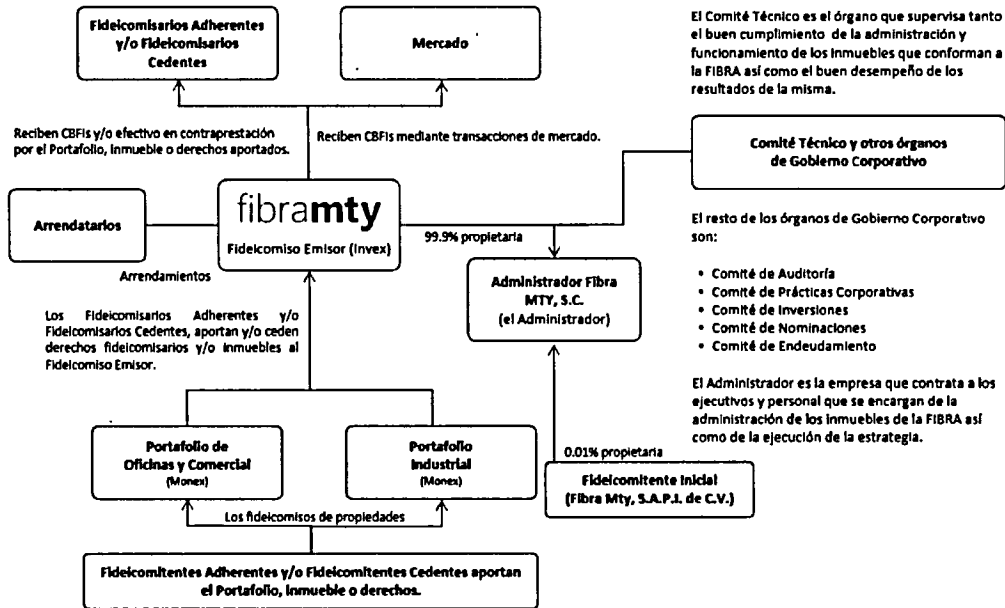 Fideicomisarios Adherentes
y/o Fideicomisarios
Cedentes
Mercado
El Comité Técnico es el órgano que supervisa tanto
el buen cumplimiento de la administración y
funcionamiento de los inmuebles que conforman a
la FIBRA así como el buen desempeño de los
resultados de la misma.
Reciben CBFIs y/o efectivo en contraprestación
por el Portafolio, inmueble o derechos aportados.
Reciben CBFIs mediante transacciones de mercado.
Comité Técnico y otros órganos
de Gobierno Corporativo
Arrendatarios
fibramty
Fideicomiso Emisor (Invex)
99.9% propietaria
Arrendamientos
El resto de los órganos de Gobierno Corporativo
son:
• Comité de Auditoría
• Comité de Prácticas Corporativas
• Comité de Inversiones
• Comité de Nominaciones
• Comité de Endeudamiento
Administrador Fibra
MTY, S.C.
(el Administrador)
Los Fideicomisarios Adherentes y/o
Fideicomisarios Cedentes, aportan y/o ceden
derechos fideicomisarios y/o inmuebles al
Fideicomiso Emisor.
El Administrador es la empresa que contrata a los
ejecutivos y personal que se encargan de la
administración de los inmuebles de la FIBRA así
como de la ejecución de la estrategia.
Portafolio de
Oficinas y Comercial
(Monex)
Portafolio
Industrial
(Monex)
0.01% propietaria
Fideicomitente Inicial
(Fibra Mty, S.A.P.I. de C.V.)
Los fideicomisos de propiedades
Fideicomitentes Adherentes y/o Fideicomitentes Cedentes aportan
el Portafolio, inmueble o derechos.